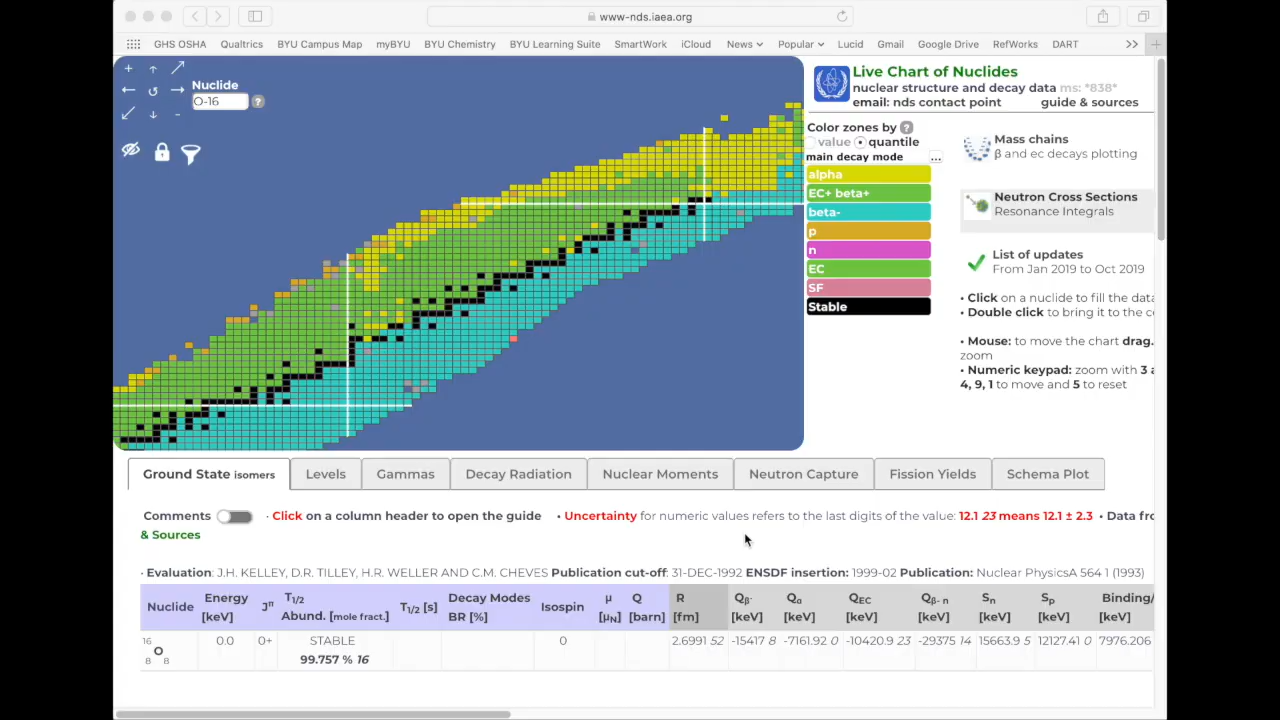 www-nds.iaea.org
GHS OSHA Qualtrics BYU Campus Map myBYU BYU Chemistry BYU Learning Suite SmartWork iCloud News Popular Lucid Gmail Google Drive RefWorks DART
Nuclide
O-16 ?
Live Chart of Nuclides
nuclear structure and decay data ms: *838*
email: nds contact point guide & sources
Color zones by ?
value quantile
main decay mode ...
alpha
EC+ beta+
beta-
p
n
EC
SF
Stable
Mass chains
β and ec decays plotting
Neutron Cross Sections
Resonance Integrals
List of updates
From Jan 2019 to Oct 2019
• Click on a nuclide to fill the data
• Double click to bring it to the c
• Mouse: to move the chart drag.
zoom
• Numeric keypad: zoom with 3 a
4, 9, 1 to move and 5 to reset
Ground State isomers Levels Gammas Decay Radiation Nuclear Moments Neutron Capture Fission Yields Schema Plot
Comments · Click on a column header to open the guide • Uncertainty for numeric values refers to the last digits of the value: 12.1 23 means 12.1 ± 2.3 • Data fro
& Sources
· Evaluation: J.H. KELLEY, D.R. TILLEY, H.R. WELLER AND C.M. CHEVES Publication cut-off: 31-DEC-1992 ENSDF insertion: 1999-02 Publication: Nuclear PhysicsA 564 1 (1993)
Nuclide Energy [keV] Jπ T1/2 Abund. [mole fract.] T1/2 [s] Decay Modes BR [%] Isospin μ [μN] Q [barn] R [fm] Qβ- [keV] Qα [keV] QEC [keV] Qβ- n [keV] Sn [keV] Sp [keV] Binding/ [keV]
16 8 O 8 0.0 0+ STABLE 0 2.6991 52 -15417 8 -7161.92 0 -10420.9 23 -29375 14 15663.9 5 12127.41 0 7976.206
99.757 % 16